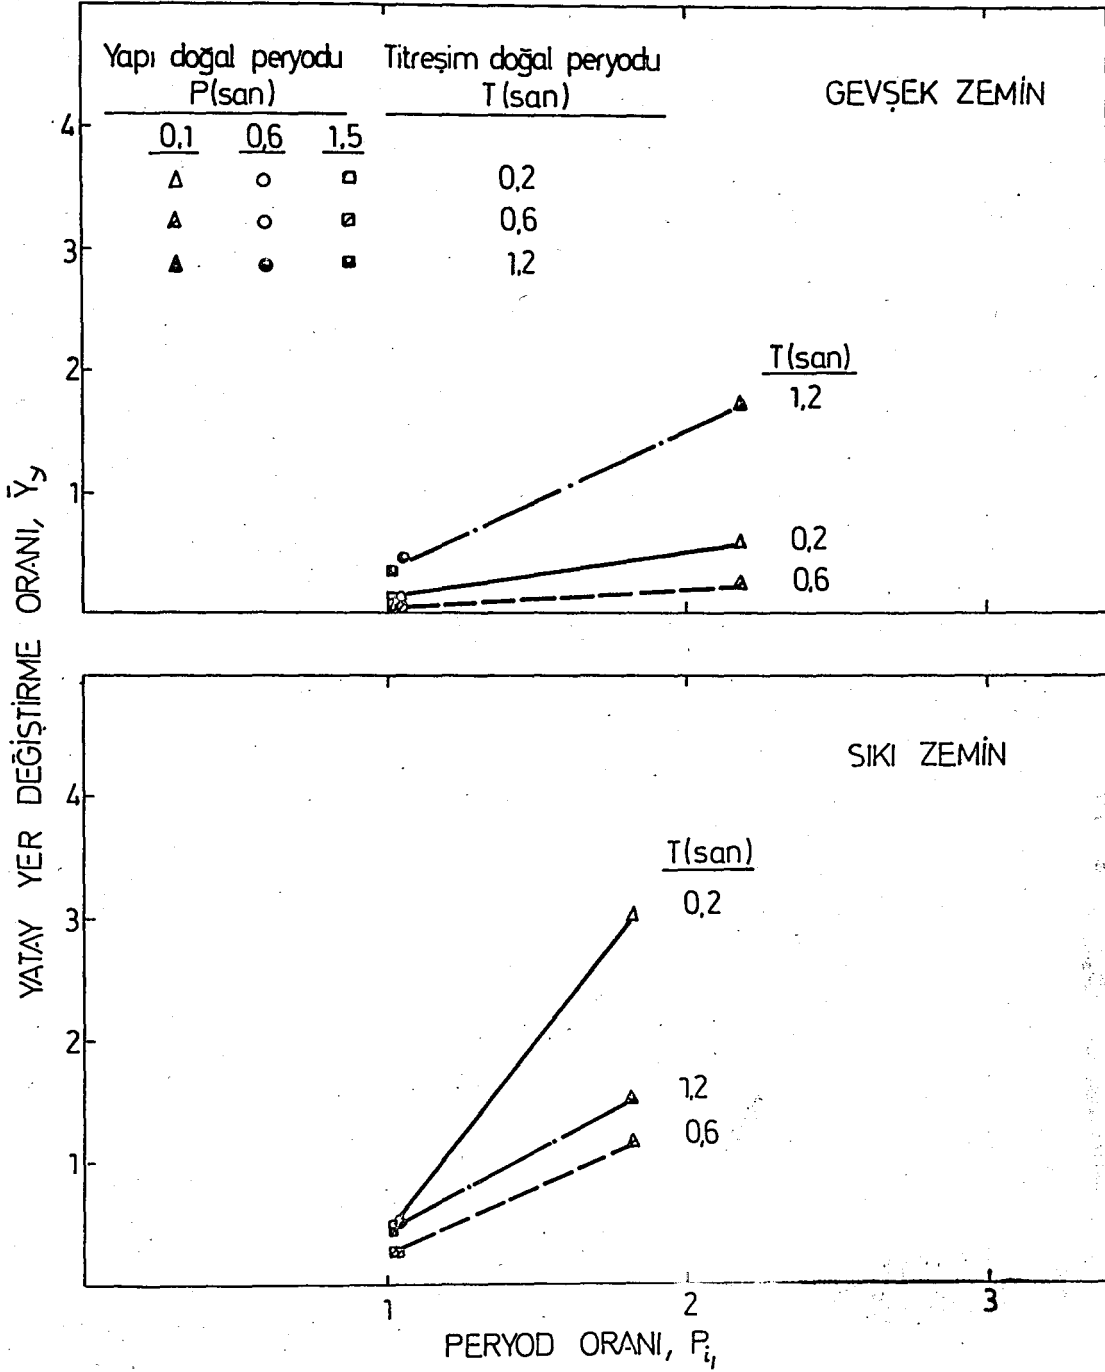 Yapı doğal peryodu Titreşim doğal peryodu
P(san) T(san)
GEVŞEK ZEMİN
0,1 0,6 1,5
0,2
0,6
1,2
4
3
2
1
T(san)
1,2
0,2
0,6
YATAY YER DEĞİŞTİRME ORANI, Ȳy
SIKI ZEMİN
4
3
2
1
T(san)
0,2
1,2
0,6
1 2 3
PERYOD ORANI, Pi1